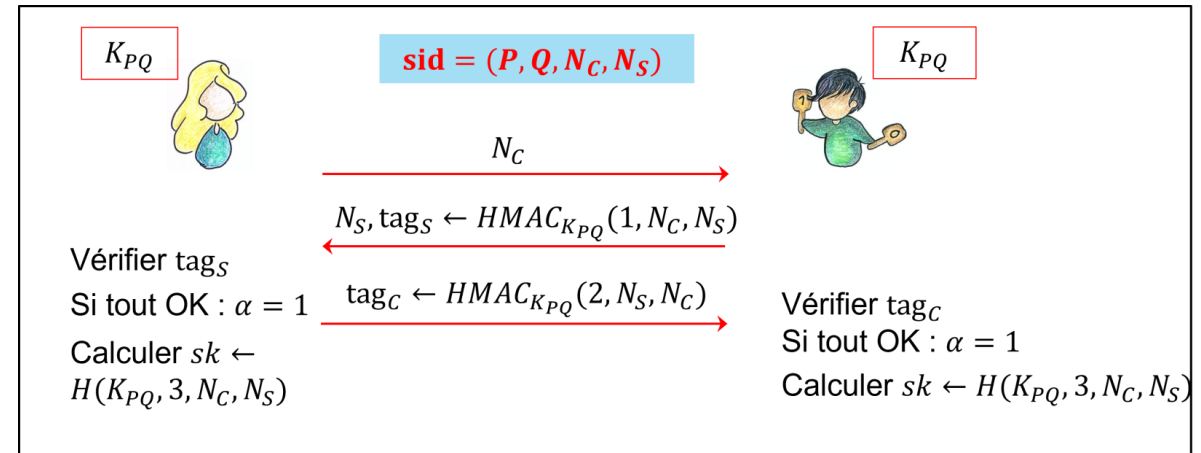 K_{PQ}
sid = (P, Q, N_C, N_S)
K_{PQ}
1
N_C
N_S, tag_S ← HMAC_{K_{PQ}}(1, N_C, N_S)
Vérifier tag_S
Si tout OK : α = 1
Calculer sk ←
H(K_{PQ}, 3, N_C, N_S)
tag_C ← HMAC_{K_{PQ}}(2, N_S, N_C)
Vérifier tag_C
Si tout OK : α = 1
Calculer sk ← H(K_{PQ}, 3, N_C, N_S)